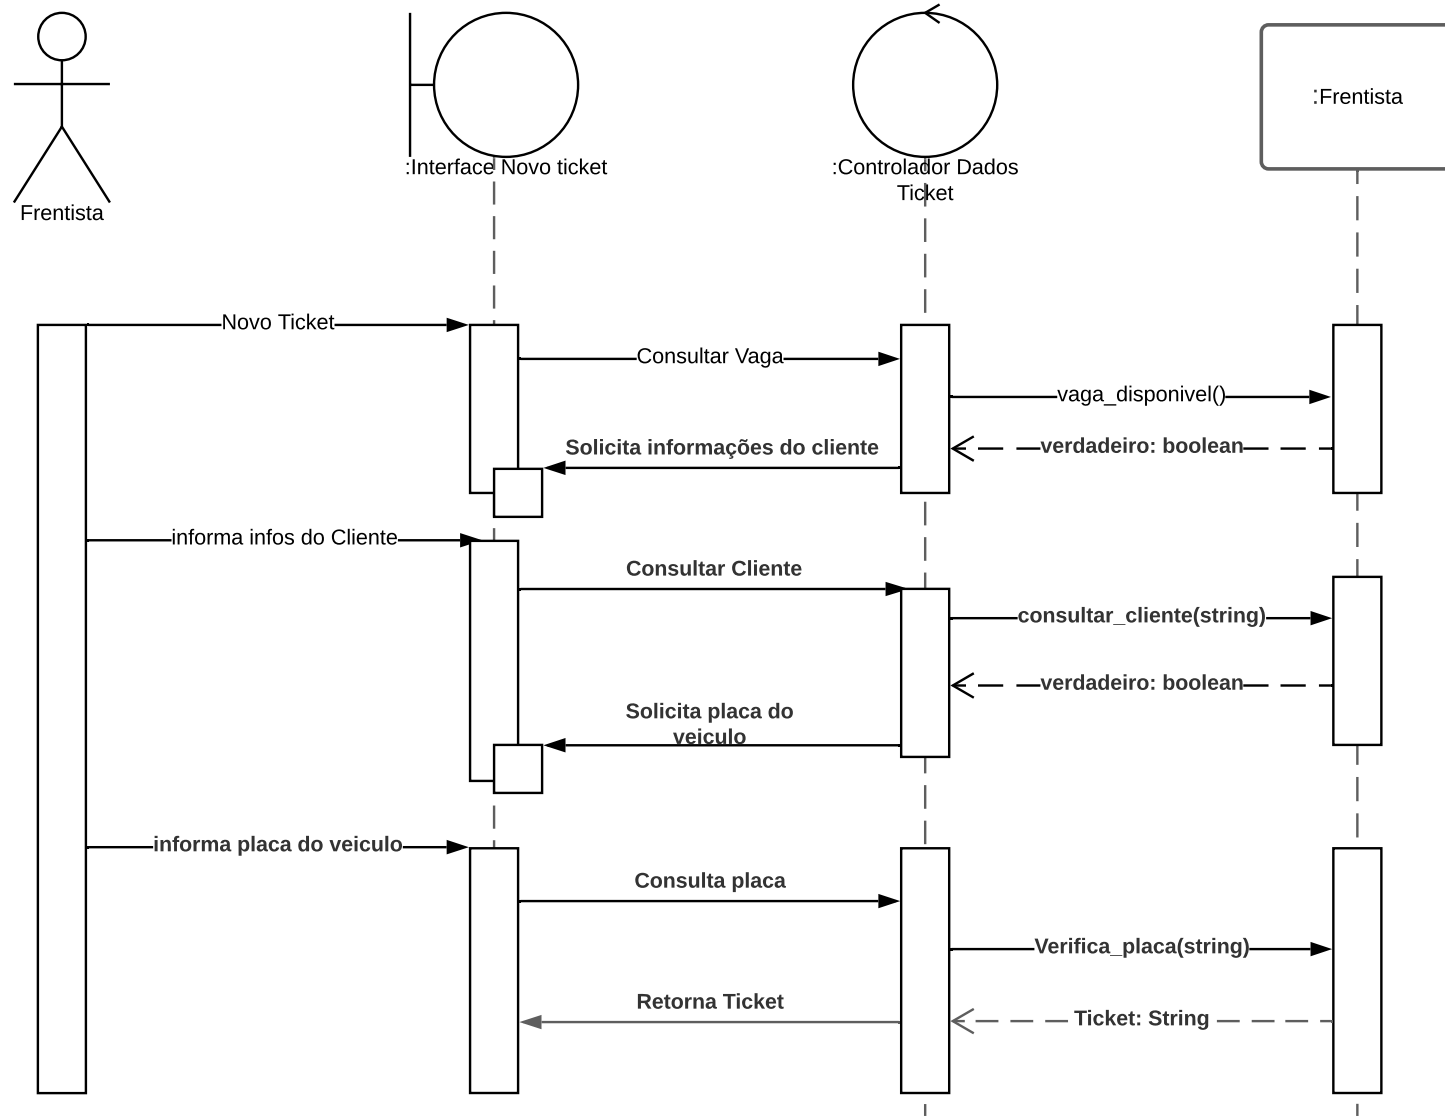 :Frentista
:Interface Novo ticket
:Controlador Dados
Ticket
Frentista
Novo Ticket
Consultar Vaga
vaga_disponivel()
verdadeiro: boolean
Solicita informações do cliente
informa infos do Cliente
Consultar Cliente
consultar_cliente(string)
verdadeiro: boolean
Solicita placa do
veiculo
informa placa do veiculo
Consulta placa
Verifica_placa(string)
Retorna Ticket
Ticket: String